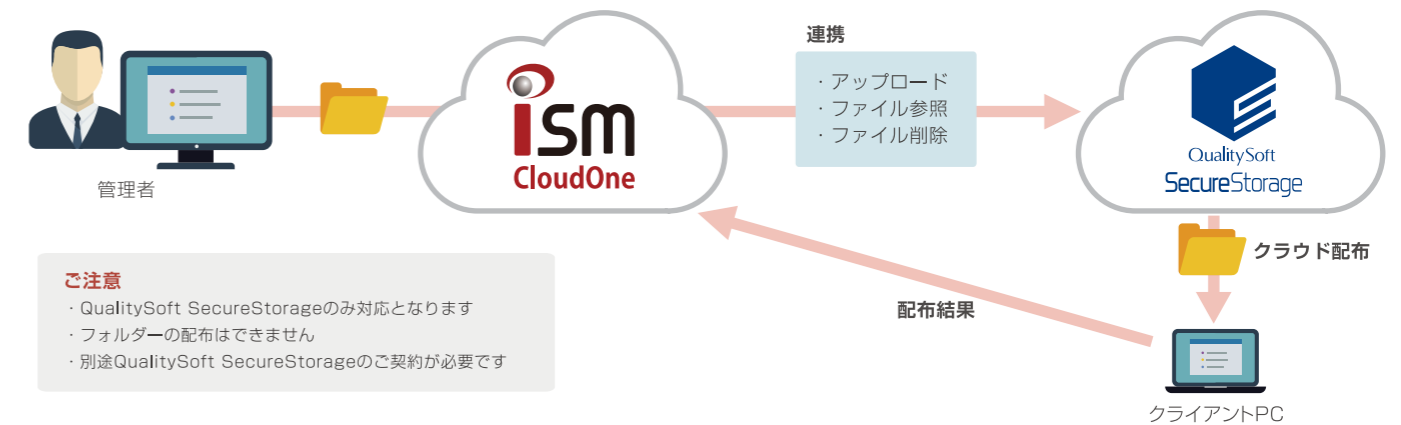 管理者
ism
CloudOne
連携
・アップロード
・ファイル参照
・ファイル削除
QualitySoft
SecureStorage
クラウド配布
配布結果
クライアントPC
ご注意
・QualitySoft SecureStorageのみ対応となります
・フォルダーの配布はできません
・別途QualitySoft SecureStorageのご契約が必要です